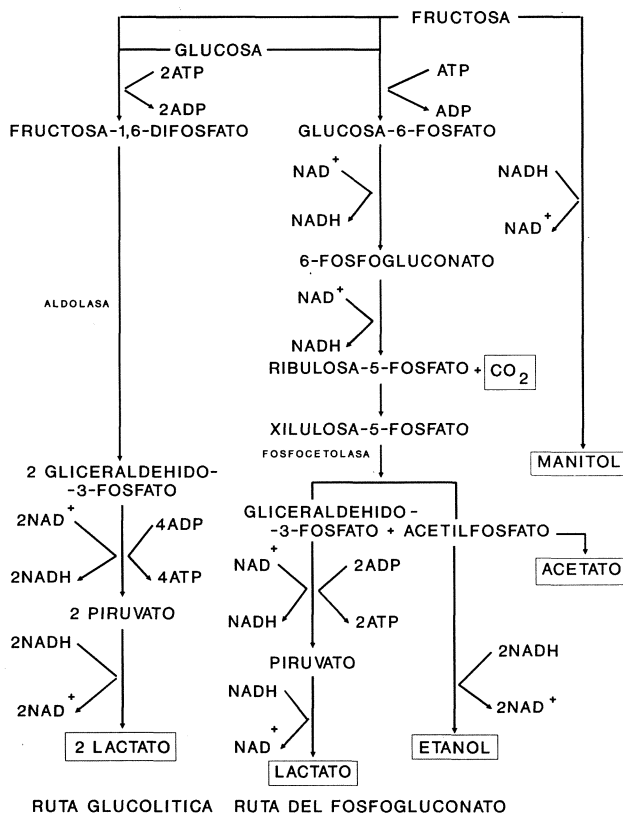 FRUCTOSA
GLUCOSA
2ATP
2ADP
FRUCTOSA-1,6-DIFOSFATO
ATP
ADP
GLUCOSA-6-FOSFATO
NAD+
NADH
NADH
NAD+
6-FOSFOGLUCONATO
NAD+
NADH
ALDOLASA
RIBULOSA-5-FOSFATO + CO2
XILULOSA-5-FOSFATO
FOSFOCETOLASA
MANITOL
2 GLICERALDEHIDO-
-3-FOSFATO
GLICERALDEHIDO-
-3-FOSFATO + ACETILFOSFATO
ACETATO
2NAD+
4ADP
2NADH
4ATP
NAD+
2ADP
NADH
2ATP
2 PIRUVATO
PIRUVATO
2NADH
2NAD+
NADH
NAD+
2NADH
2NAD+
2 LACTATO
LACTATO
ETANOL
RUTA GLUCOLITICA
RUTA DEL FOSFOGLUCONATO